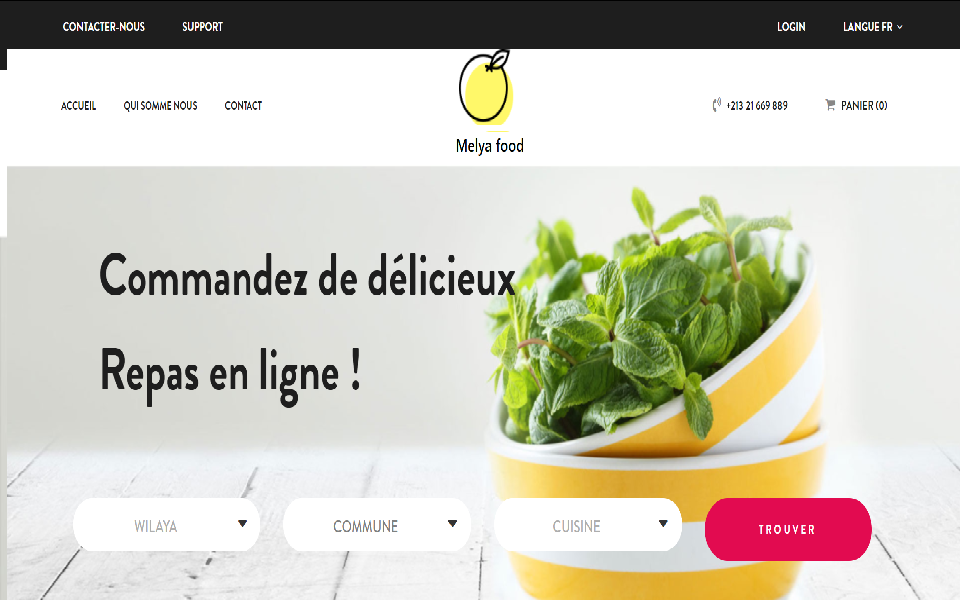 CONTACTER-NOUS SUPPORT LOGIN LANGUE FR
ACCUEIL QUI SOMME NOUS CONTACT +213 21 669 889 PANIER (0)
Melya food
Commandez de délicieux
Repas en ligne !
WILAYA COMMUNE CUISINE TROUVER